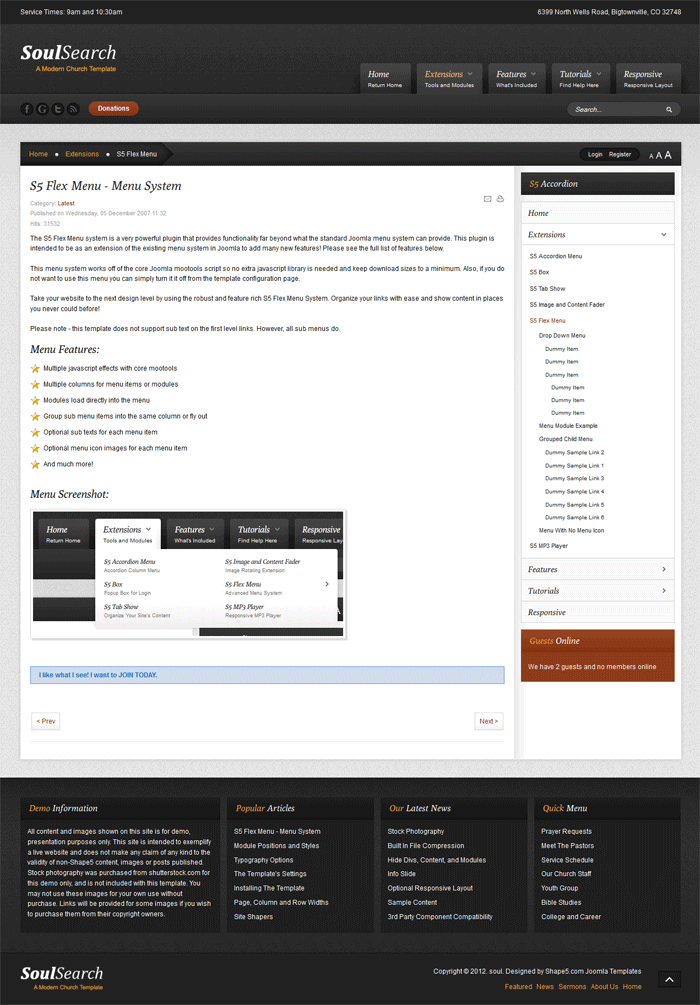 Service Times: 9am and 10:30am
6399 North Wells Road, Bigtownville, CO 32748
SoulSearch
A Modern Church Template
Home
Return Home
Extensions
Tools and Modules
Features
What's Included
Tutorials
Find Help Here
Responsive
Responsive Layout
Donations
Search...
Home
Extensions
S5 Flex Menu
Login
Register
A A A
S5 Flex Menu - Menu System
Category: Latest
Published on Wednesday, 05 December 2007 11:32
Hits: 31532
The S5 Flex Menu system is a very powerful plugin that provides functionality far beyond what the standard Joomla menu system can provide. This plugin is
intended to be as an extension of the existing menu system in Joomla to add many new features! Please see the full list of features below.
This menu system works off of the core Joomla mootools script so no extra javascript library is needed and keep download sizes to a minimum. Also, if you do
not want to use this menu you can simply turn it it off from the template configuration page.
Take your website to the next design level by using the robust and feature rich S5 Flex Menu System. Organize your links with ease and show content in places
you never could before!
Please note - this template does not support sub text on the first level links. However, all sub menus do.
Menu Features:
Multiple javascript effects with core mootools
Multiple columns for menu items or modules
Modules load directly into the menu
Group sub menu items into the same column or fly out
Optional sub texts for each menu item
Optional menu icon images for each menu item
And much more!
Menu Screenshot:
Home
Return Home
Extensions
Tools and Modules
Features
What's Included
Tutorials
Find Help Here
Responsive
Responsive Lay
S5 Accordion Menu
Accordion Column Menu
S5 Image and Content Fader
Image Rotating Extension
S5 Box
Popup Box for Login
S5 Flex Menu
Advanced Menu System
S5 Tab Show
Organize Your Site's Content
S5 MP3 Player
Responsive MP3 Player
I like what I see! I want to JOIN TODAY.
< Prev
Next >
S5 Accordion
Home
Extensions
S5 Accordion Menu
S5 Box
S5 Tab Show
S5 Image and Content Fader
S5 Flex Menu
Drop Down Menu
Dummy Item
Dummy Item
Dummy Item
Dummy Item
Dummy Item
Dummy Item
Menu Module Example
Grouped Child Menu
Dummy Sample Link 2
Dummy Sample Link 1
Dummy Sample Link 3
Dummy Sample Link 4
Dummy Sample Link 5
Dummy Sample Link 6
Menu With No Menu Icon
S5 MP3 Player
Features
Tutorials
Responsive
Guests Online
We have 2 guests and no members online
Demo Information
All content and images shown on this site is for demo,
presentation purposes only. This site is intended to exemplify
a live website and does not make any claim of any kind to the
validity of non-Shape5 content, images or posts published.
Stock photography was purchased from shutterstock.com for
this demo only, and is not included with this template. You
may not use these images for your own use without
purchase. Links will be provided for some images if you wish
to purchase them from their copyright owners.
Popular Articles
S5 Flex Menu - Menu System
Module Positions and Styles
Typography Options
The Template's Settings
Installing The Template
Page, Column and Row Widths
Site Shapers
Our Latest News
Stock Photography
Built In File Compression
Hide Divs, Content, and Modules
Info Slide
Optional Responsive Layout
Sample Content
3rd Party Component Compatibility
Quick Menu
Prayer Requests
Meet The Pastors
Service Schedule
Our Church Staff
Youth Group
Bible Studies
College and Career
SoulSearch
A Modern Church Template
Copyright © 2012. soul. Designed by Shape5.com Joomla Templates
Featured News Sermons About Us Home